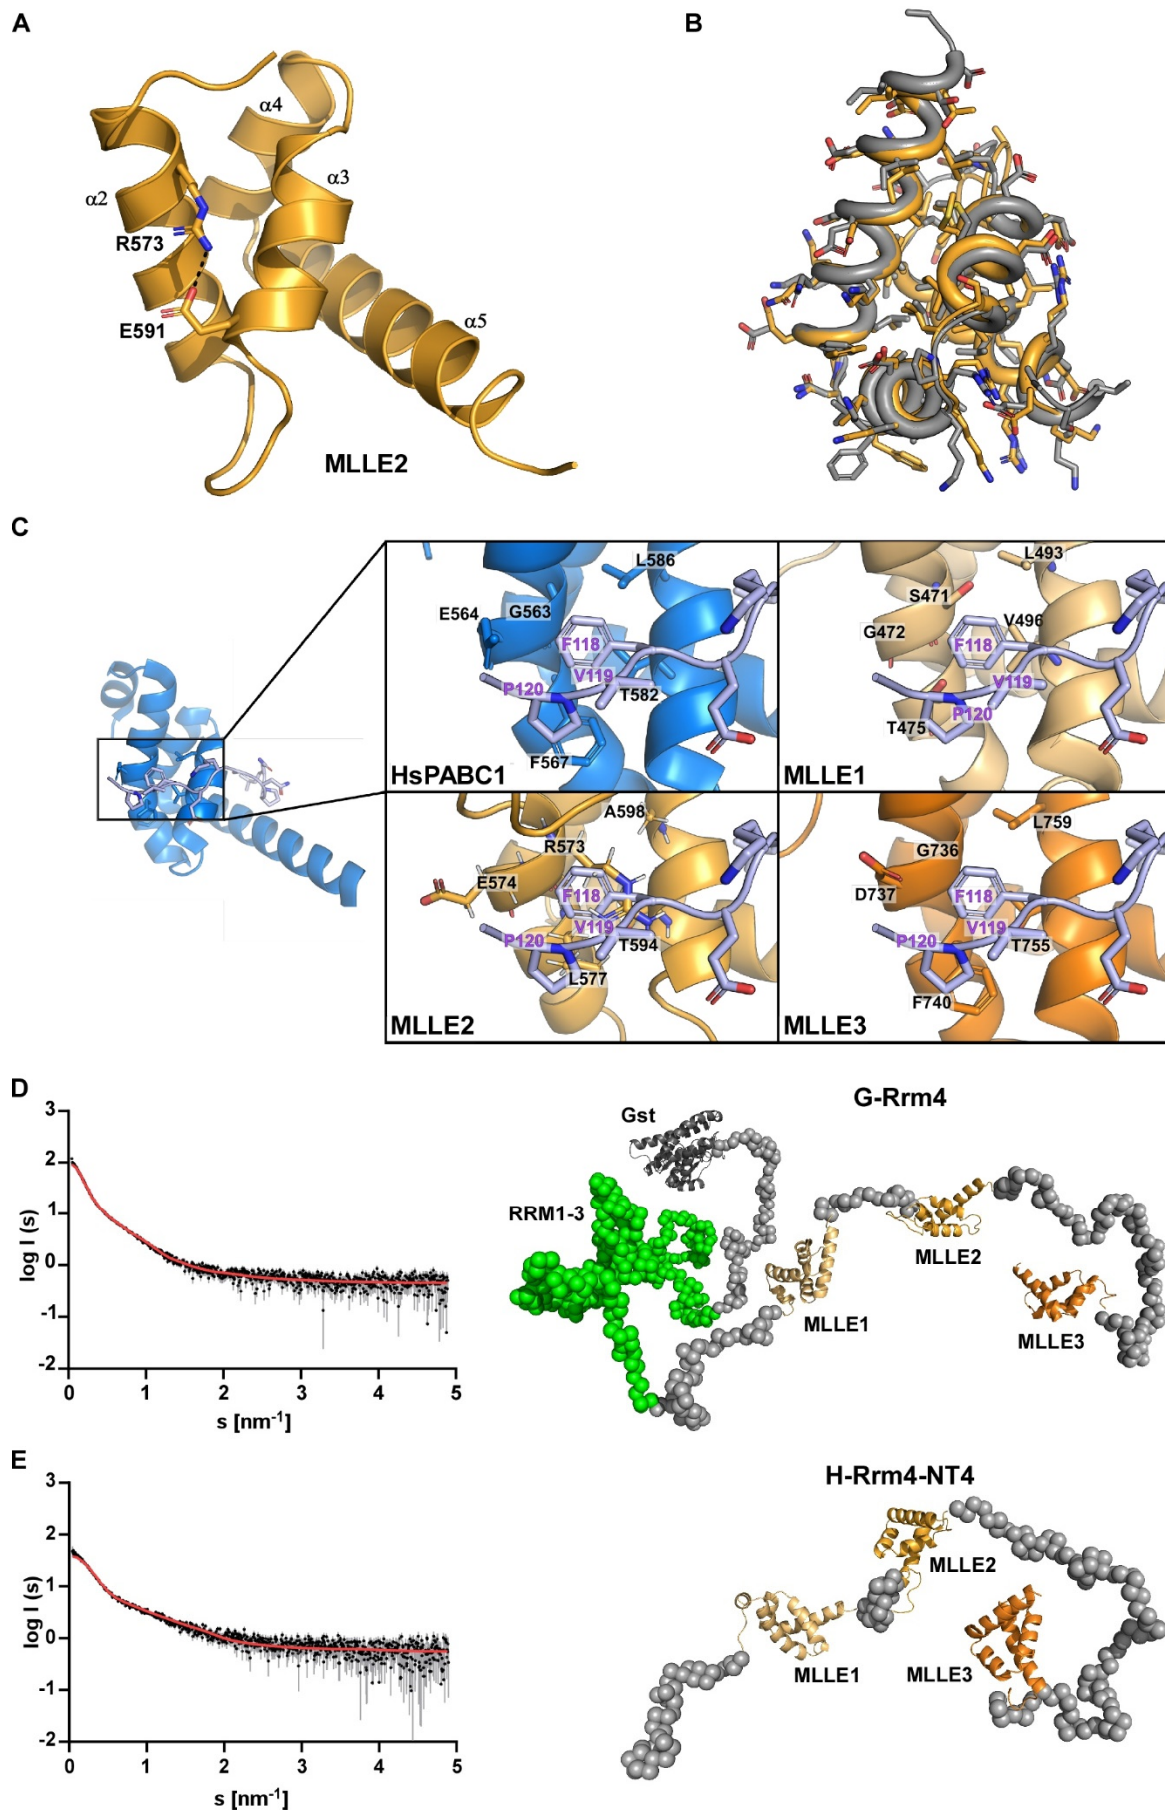 A
α4
α3
α2
R573
E591
α5
MLLE2
B
C
L586
E564
G563
F118
V119
P120
T582
F567
HsPABC1
L493
S471
G472
V496
F118
V119
T475
P120
MLLE1
A598
R573
E574
F118
V119
P120
T594
L577
MLLE2
L759
G736
D737
F118
V119
P120
T755
F740
MLLE3
D
3
2
1
0
-1
-2
log I (s)
0
1
2
3
4
5
s [nm⁻¹]
G-Rrm4
Gst
RRM1-3
MLLE1
MLLE2
MLLE3
E
3
2
1
0
-1
-2
log I (s)
0
1
2
3
4
5
s [nm⁻¹]
H-Rrm4-NT4
MLLE2
MLLE1
MLLE3